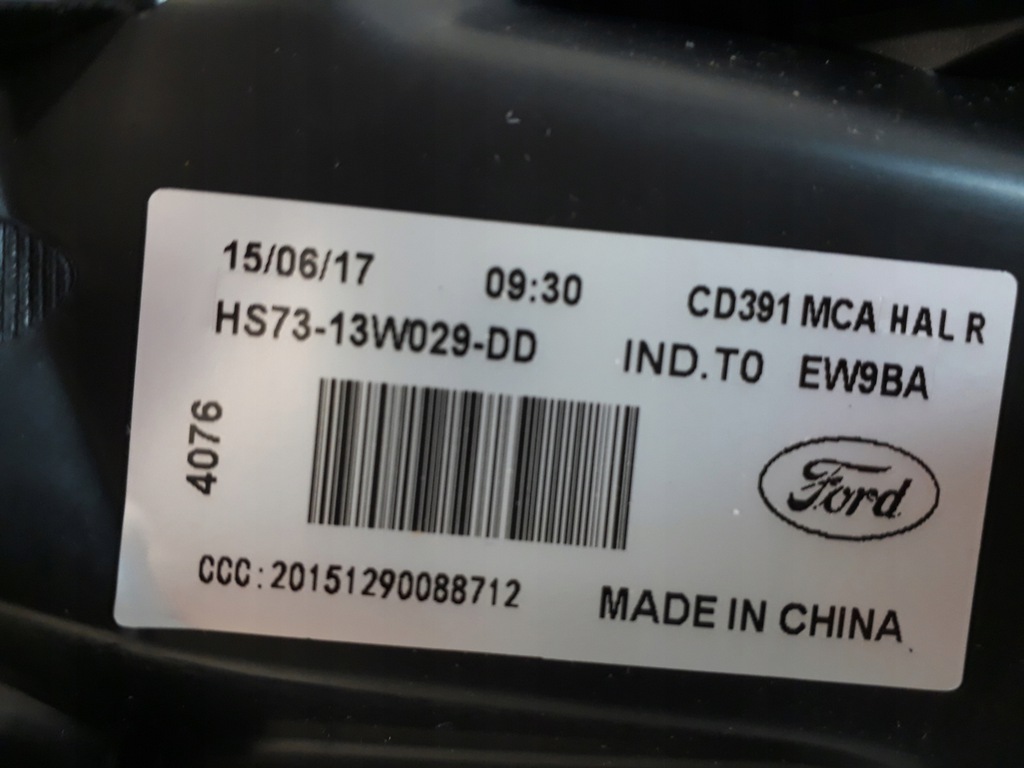 15/06/17 09:30 CD391 MCA HAL R
HS73-13W029-DD IND.T0 EW9BA
4076
Ford
CCC:20151290088712 MADE IN CHINA